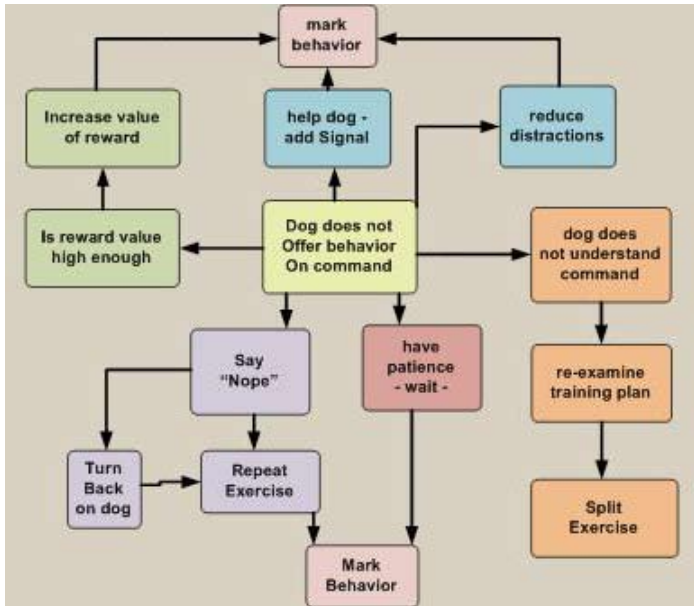 mark
behavior
Increase value
of reward
help dog -
add Signal
reduce
distractions
Is reward value
high enough
Dog does not
Offer behavior
On command
dog does
not understand
command
Say
“Nope”
have
patience
- wait -
re-examine
training plan
Turn
Back
on dog
Repeat
Exercise
Split
Exercise
Mark
Behavior